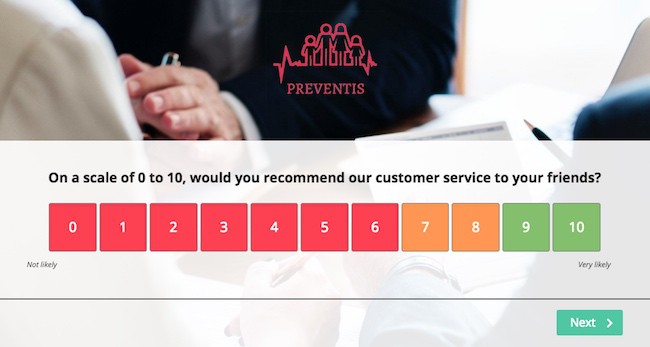 PREVENTIS
On a scale of 0 to 10, would you recommend our customer service to your friends?
0 1 2 3 4 5 6 7 8 9 10
Not likely Very likely
Next